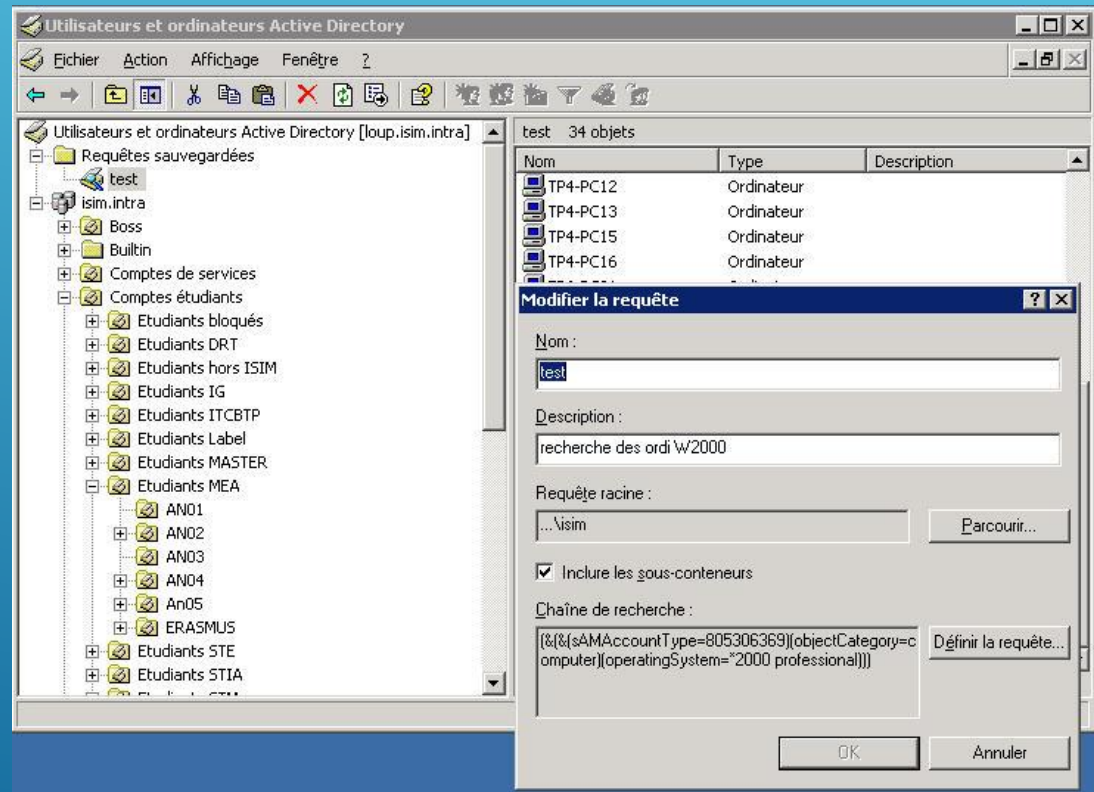 Utilisateurs et ordinateurs Active Directory
Fichier Action Affichage Fenêtre ?
Utilisateurs et ordinateurs Active Directory [loup.isim.intra]
Requêtes sauvegardées
test
isim.intra
Boss
Builtin
Comptes de services
Comptes étudiants
Etudiants bloqués
Etudiants DRT
Etudiants hors ISIM
Etudiants IG
Etudiants ITCBTP
Etudiants Label
Etudiants MASTER
Etudiants MEA
AN01
AN02
AN03
AN04
An05
ERASMUS
Etudiants STE
Etudiants STIA
test 34 objets
Nom Type Description
TP4-PC12 Ordinateur
TP4-PC13 Ordinateur
TP4-PC15 Ordinateur
TP4-PC16 Ordinateur
Modifier la requête
Nom :
test
Description :
recherche des ordi W2000
Requête racine :
...\isim
Parcourir...
Inclure les sous-conteneurs
Chaîne de recherche :
(&(&(sAMAccountType=805306369)(objectCategory=c
omputer)(operatingSystem=*2000 professional)))
Définir la requête...
OK Annuler